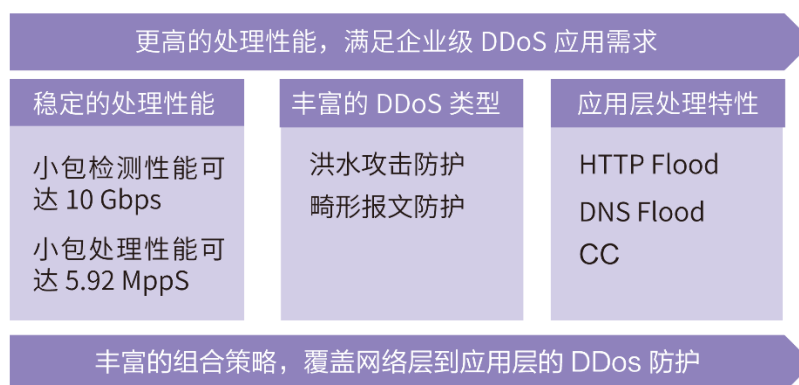 更高的处理性能，满足企业级 DDoS 应用需求
稳定的处理性能
小包检测性能可
达 10 Gbps
小包处理性能可
达 5.92 MppS
丰富的 DDoS 类型
洪水攻击防护
畸形报文防护
应用层处理特性
HTTP Flood
DNS Flood
CC
丰富的组合策略，覆盖网络层到应用层的 DDos 防护